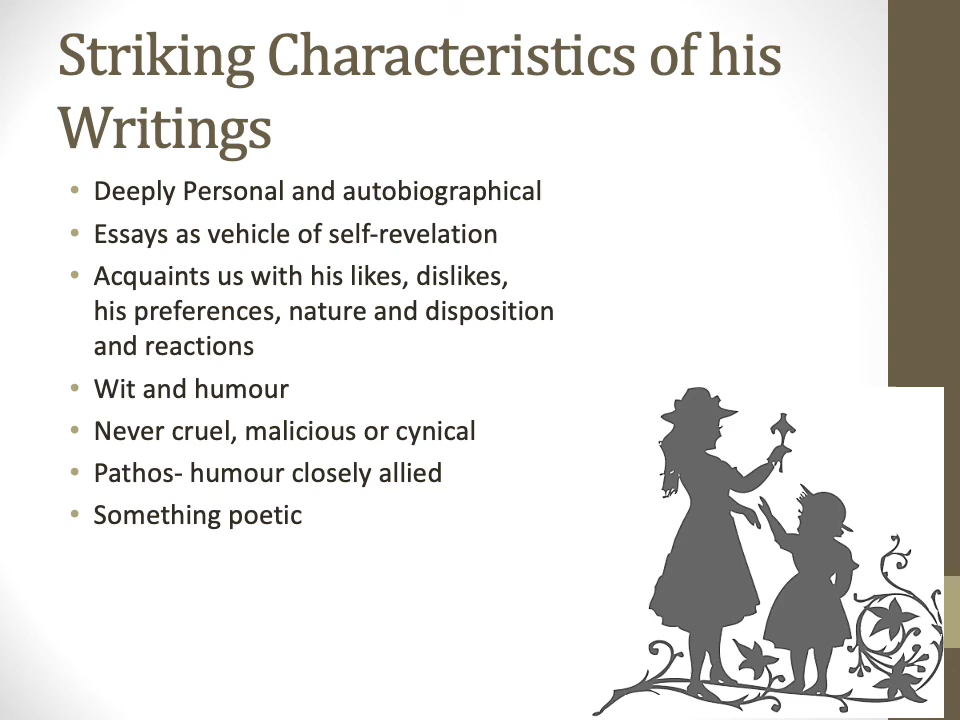 Striking Characteristics of his
Writings
• Deeply Personal and autobiographical
• Essays as vehicle of self-revelation
• Acquaints us with his likes, dislikes,
his preferences, nature and disposition
and reactions
• Wit and humour
• Never cruel, malicious or cynical
• Pathos- humour closely allied
• Something poetic